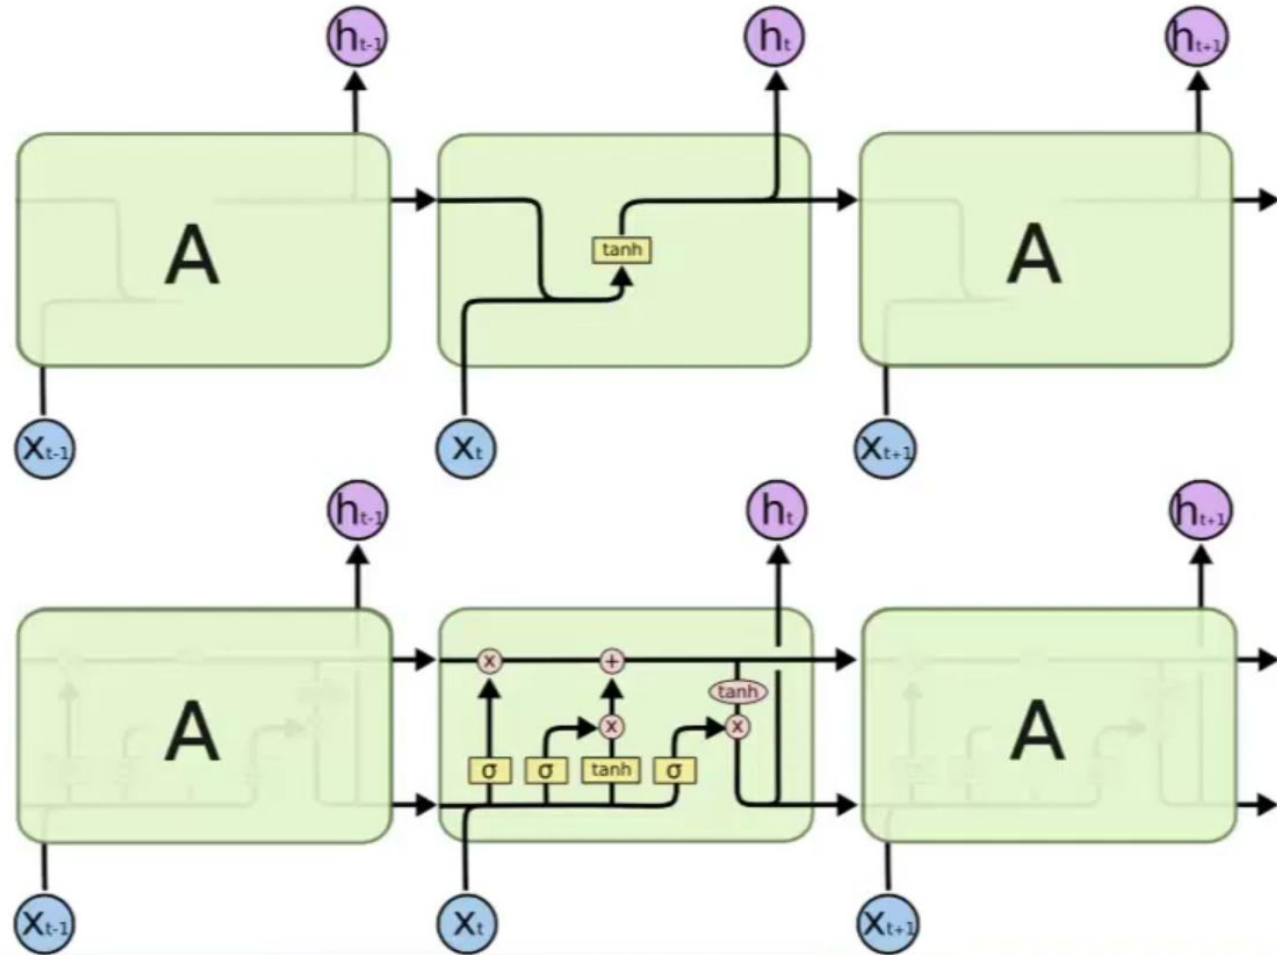 ht-1 ht ht+1
A tanh A
xt-1 xt xt+1
ht-1 ht ht+1
x +
tanh
x x
A σ σ tanh σ A
xt-1 xt xt+1